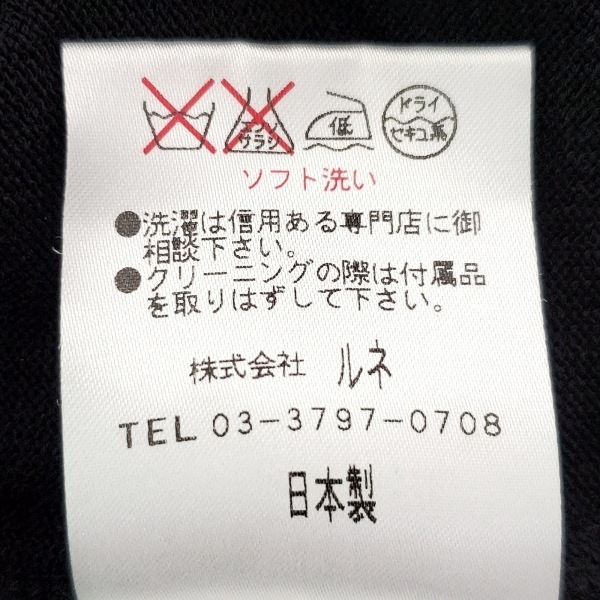 エンソ
サラシ
低
ドライ
セキユ系
ソフト洗い
●洗濯は信用ある専門店に御
相談下さい。
●クリーニングの際は付属品
を取りはずして下さい。
株式会社 ルネ
TEL 03-3797-0708
日本製